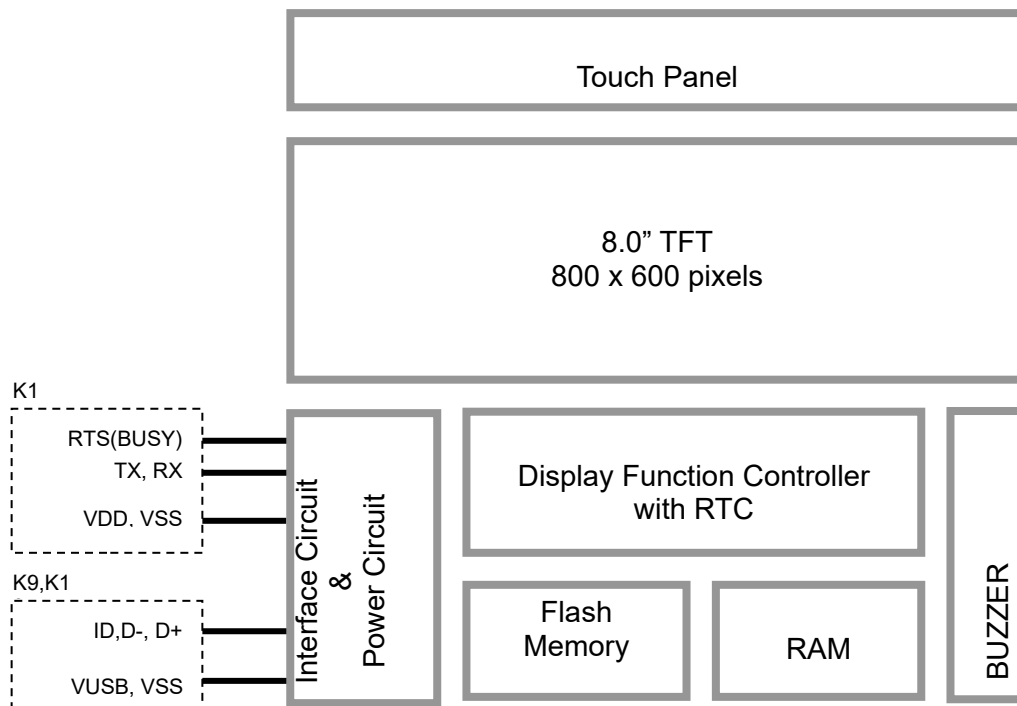 Touch Panel
8.0” TFT
800 x 600 pixels
K1
RTS(BUSY)
TX, RX
VDD, VSS
K9,K1
ID,D-, D+
VUSB, VSS
Interface Circuit
&
Power Circuit
Display Function Controller
with RTC
Flash
Memory
RAM
BUZZER